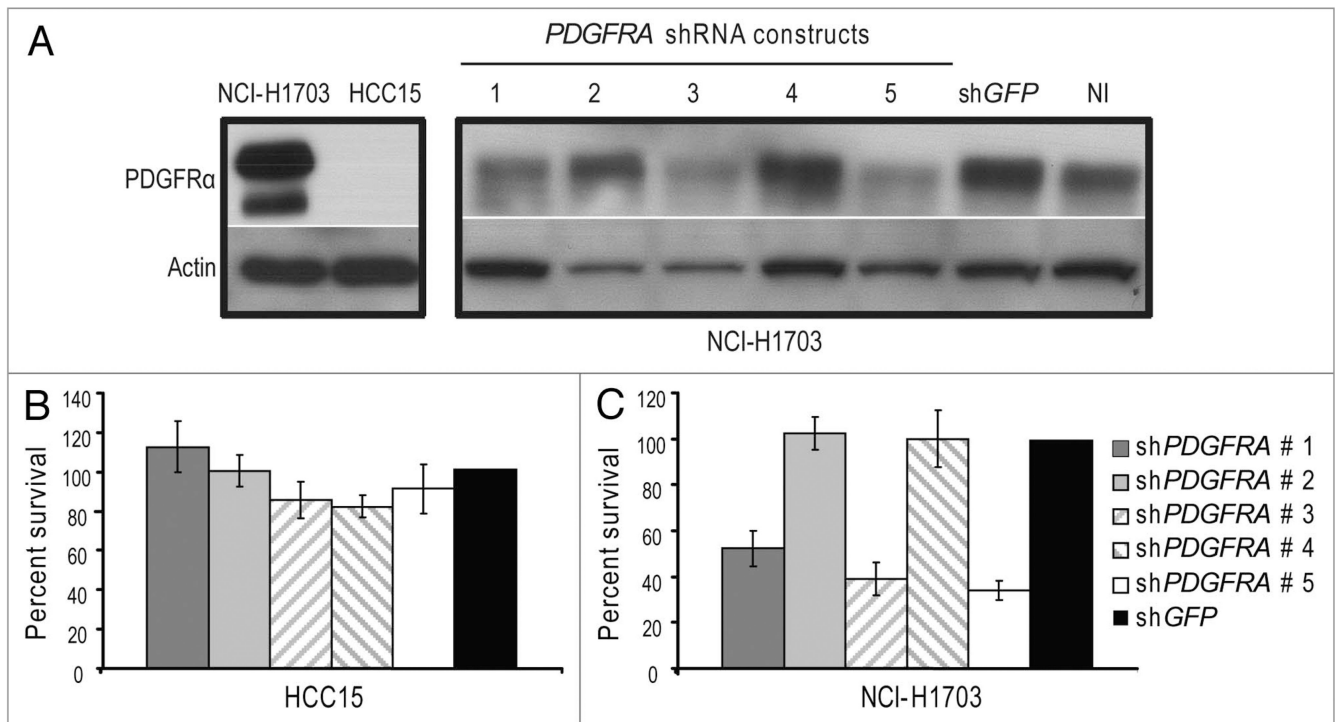 A
PDGFRA shRNA constructs
NCI-H1703 HCC15 1 2 3 4 5 shGFP NI
PDGFRα
Actin
NCI-H1703
B
140
120
100
80
60
40
20
0
Percent survival
HCC15
C
120
100
80
60
40
20
0
Percent survival
NCI-H1703
shPDGFRA # 1
shPDGFRA # 2
shPDGFRA # 3
shPDGFRA # 4
shPDGFRA # 5
shGFP